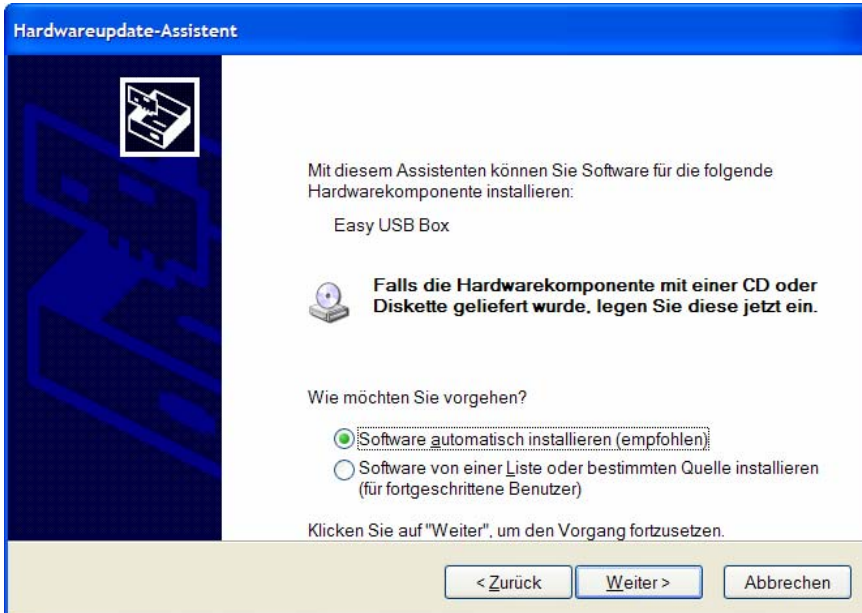 Hardwareupdate-Assistent
Mit diesem Assistenten können Sie Software für die folgende
Hardwarekomponente installieren:
Easy USB Box
Falls die Hardwarekomponente mit einer CD oder
Diskette geliefert wurde, legen Sie diese jetzt ein.
Wie möchten Sie vorgehen?
Software automatisch installieren (empfohlen)
Software von einer Liste oder bestimmten Quelle installieren
(für fortgeschrittene Benutzer)
Klicken Sie auf "Weiter", um den Vorgang fortzusetzen.
< Zurück Weiter > Abbrechen